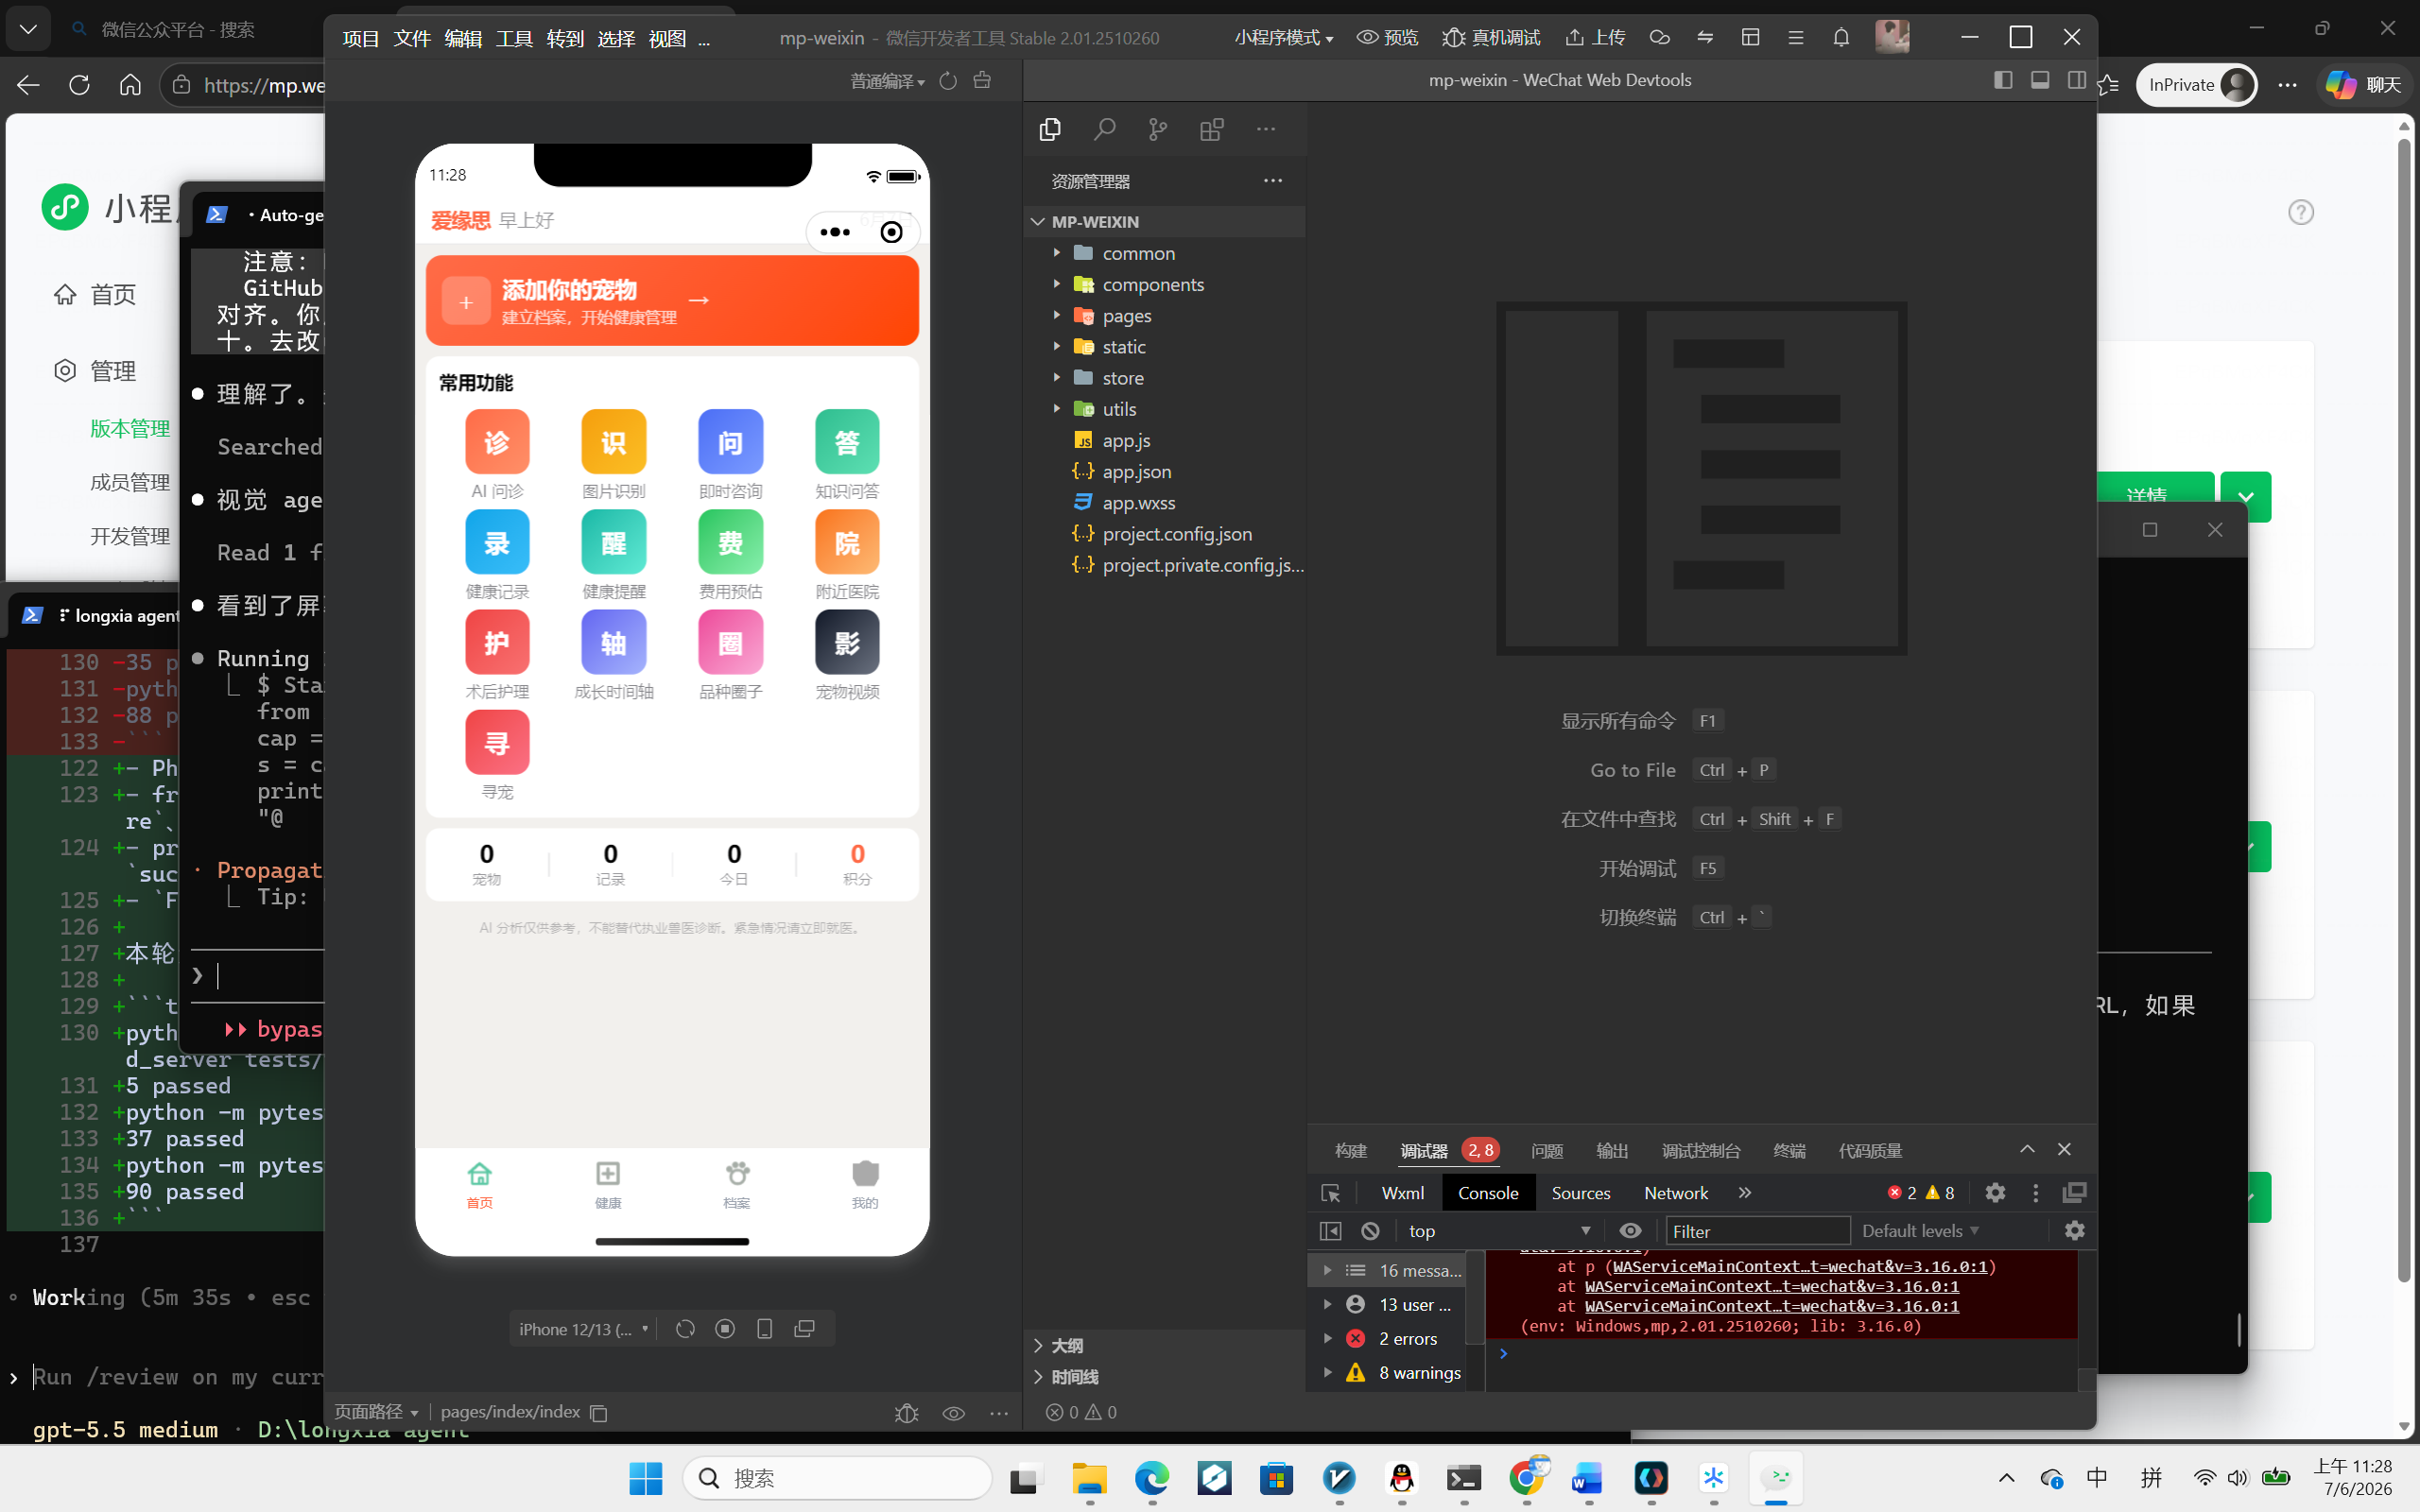 微信公众平台 - 搜索
https://mp.we
InPrivate
聊天
小程
首页
管理
版本管理
成员管理
开发管理
详情
RL，如果
· Auto-ge
注意：
GitHub
对齐。你
十。去改
理解了。
Searched
视觉 age
Read 1 f
看到了屏
Running
$ Sta
from
cap =
s = c
print
"@
· Propagat
Tip:
❯
bypas
longxia agent
130 -35 p
131 -pyth
132 -88 p
133 -```
122 +- Ph
123 +- fr
re`、
124 +- pr
`suc
125 +- `F
126 +
127 +本轮
128 +
129 +```t
130 +pyth
d_server tests/
131 +5 passed
132 +python -m pytes
133 +37 passed
134 +python -m pytes
135 +90 passed
136 +```
137
Working (5m 35s • esc
› Run /review on my curr
gpt-5.5 medium · D:\longxia agent
项目 文件 编辑 工具 转到 选择 视图 ...
mp-weixin - 微信开发者工具 Stable 2.01.2510260
小程序模式 预览 真机调试 上传
普通编译
mp-weixin - WeChat Web Devtools
11:28
爱缘思 早上好
+
添加你的宠物
建立档案，开始健康管理
→
常用功能
诊 识 问 答
AI 问诊 图片识别 即时咨询 知识问答
录 醒 费 院
健康记录 健康提醒 费用预估 附近医院
护 轴 圈 影
术后护理 成长时间轴 品种圈子 宠物视频
寻
寻宠
0 0 0 0
宠物 记录 今日 积分
AI 分析仅供参考，不能替代执业兽医诊断。紧急情况请立即就医。
首页 健康 档案 我的
iPhone 12/13 (...
页面路径 pages/index/index
资源管理器
MP-WEIXIN
common
components
pages
static
store
utils
JS app.js
{..} app.json
app.wxss
{..} project.config.json
{..} project.private.config.js...
大纲
时间线
0 0
显示所有命令 F1
Go to File Ctrl + P
在文件中查找 Ctrl + Shift + F
开始调试 F5
切换终端 Ctrl + `
构建 调试器 2, 8 问题 输出 调试控制台 终端 代码质量
Wxml Console Sources Network » 2 8
top Filter Default levels
16 messa...
13 user ...
2 errors
8 warnings
at p (WAServiceMainContext…t=wechat&v=3.16.0:1)
at WAServiceMainContext…t=wechat&v=3.16.0:1
at WAServiceMainContext…t=wechat&v=3.16.0:1
(env: Windows,mp,2.01.2510260; lib: 3.16.0)
搜索
中 拼
上午 11:28
7/6/2026